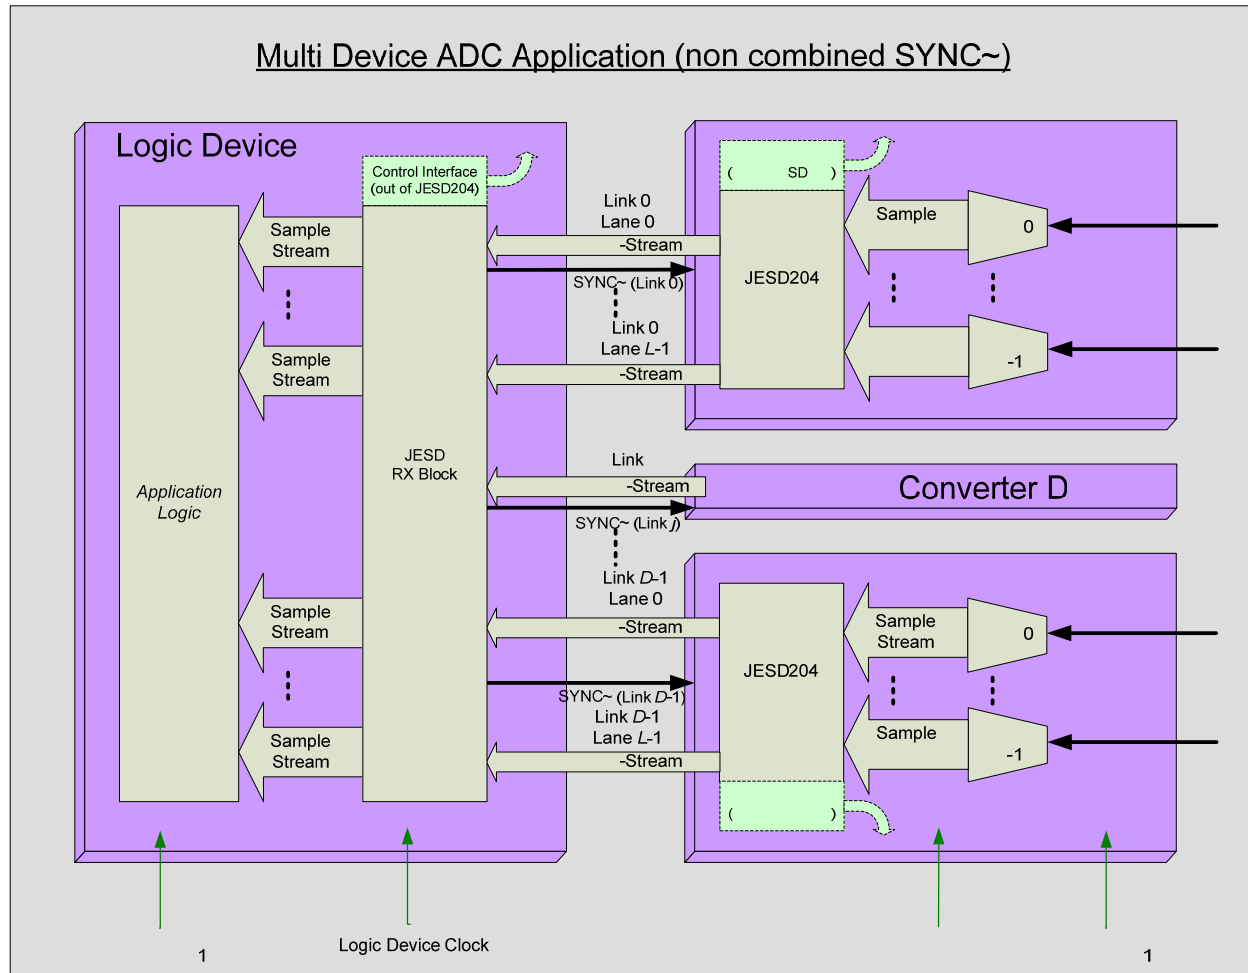 Multi Device ADC Application (non combined SYNC~)
Logic Device
Control Interface
(out of JESD204)
Sample
Stream
Sample
Stream
Application
Logic
Sample
Stream
Sample
Stream
JESD
RX Block
Link 0
Lane 0
-Stream
SYNC~ (Link 0)
Link 0
Lane L-1
-Stream
Link
-Stream
SYNC~ (Link j)
Link D-1
Lane 0
-Stream
SYNC~ (Link D-1)
Link D-1
Lane L-1
-Stream
( SD )
JESD204
Sample
0
-1
Converter D
JESD204
Sample
Stream
0
Sample
-1
( )
1
Logic Device Clock
1